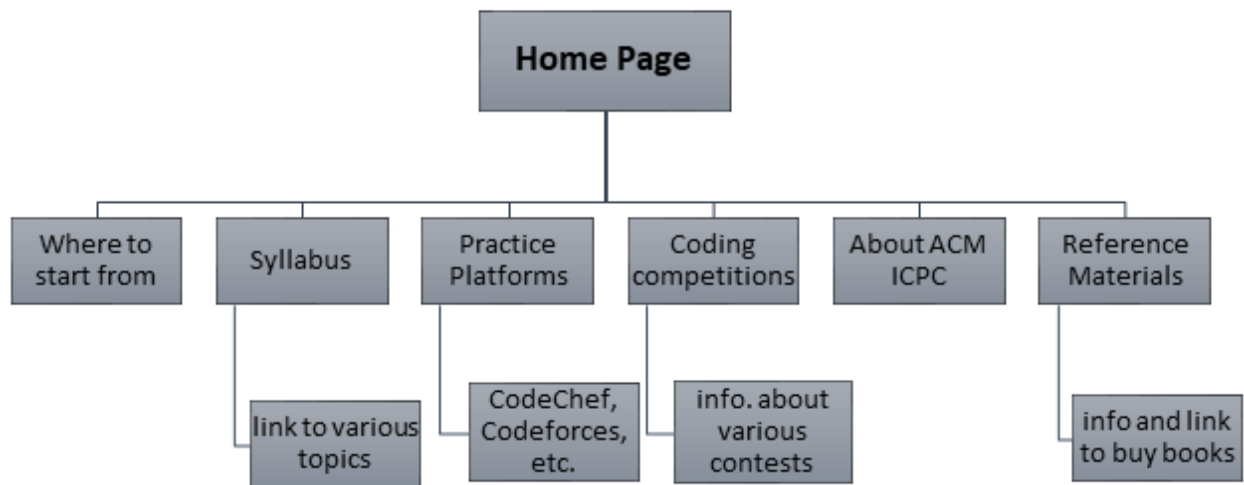 Home Page
Where to
start from
Syllabus
Practice
Platforms
Coding
competitions
About ACM
ICPC
Reference
Materials
link to various
topics
CodeChef,
Codeforces,
etc.
info. about
various
contests
info and link
to buy books